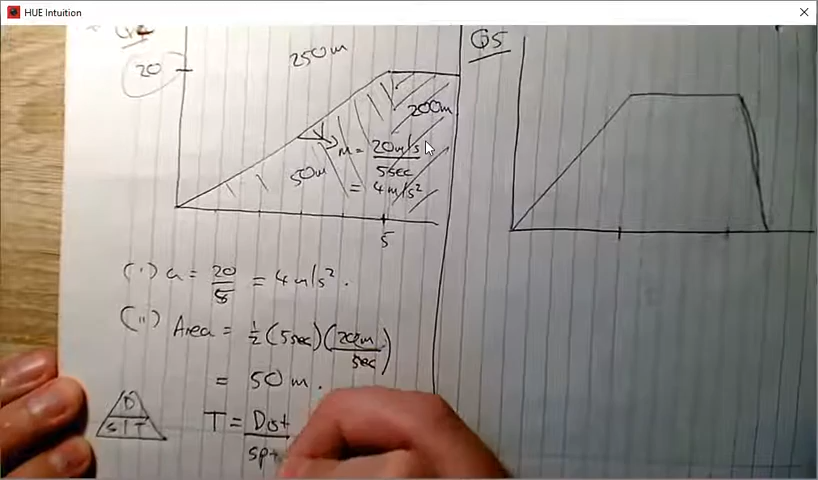 HUE Intuition
20
250m
200m
M = 20m/s
5sec
50m
= 4m/s²
5
(i) a = 20
5
= 4m/s².
(ii) Area = ½(5sec)(20m
sec)
= 50m.
D
S T
T = Dist
Q5